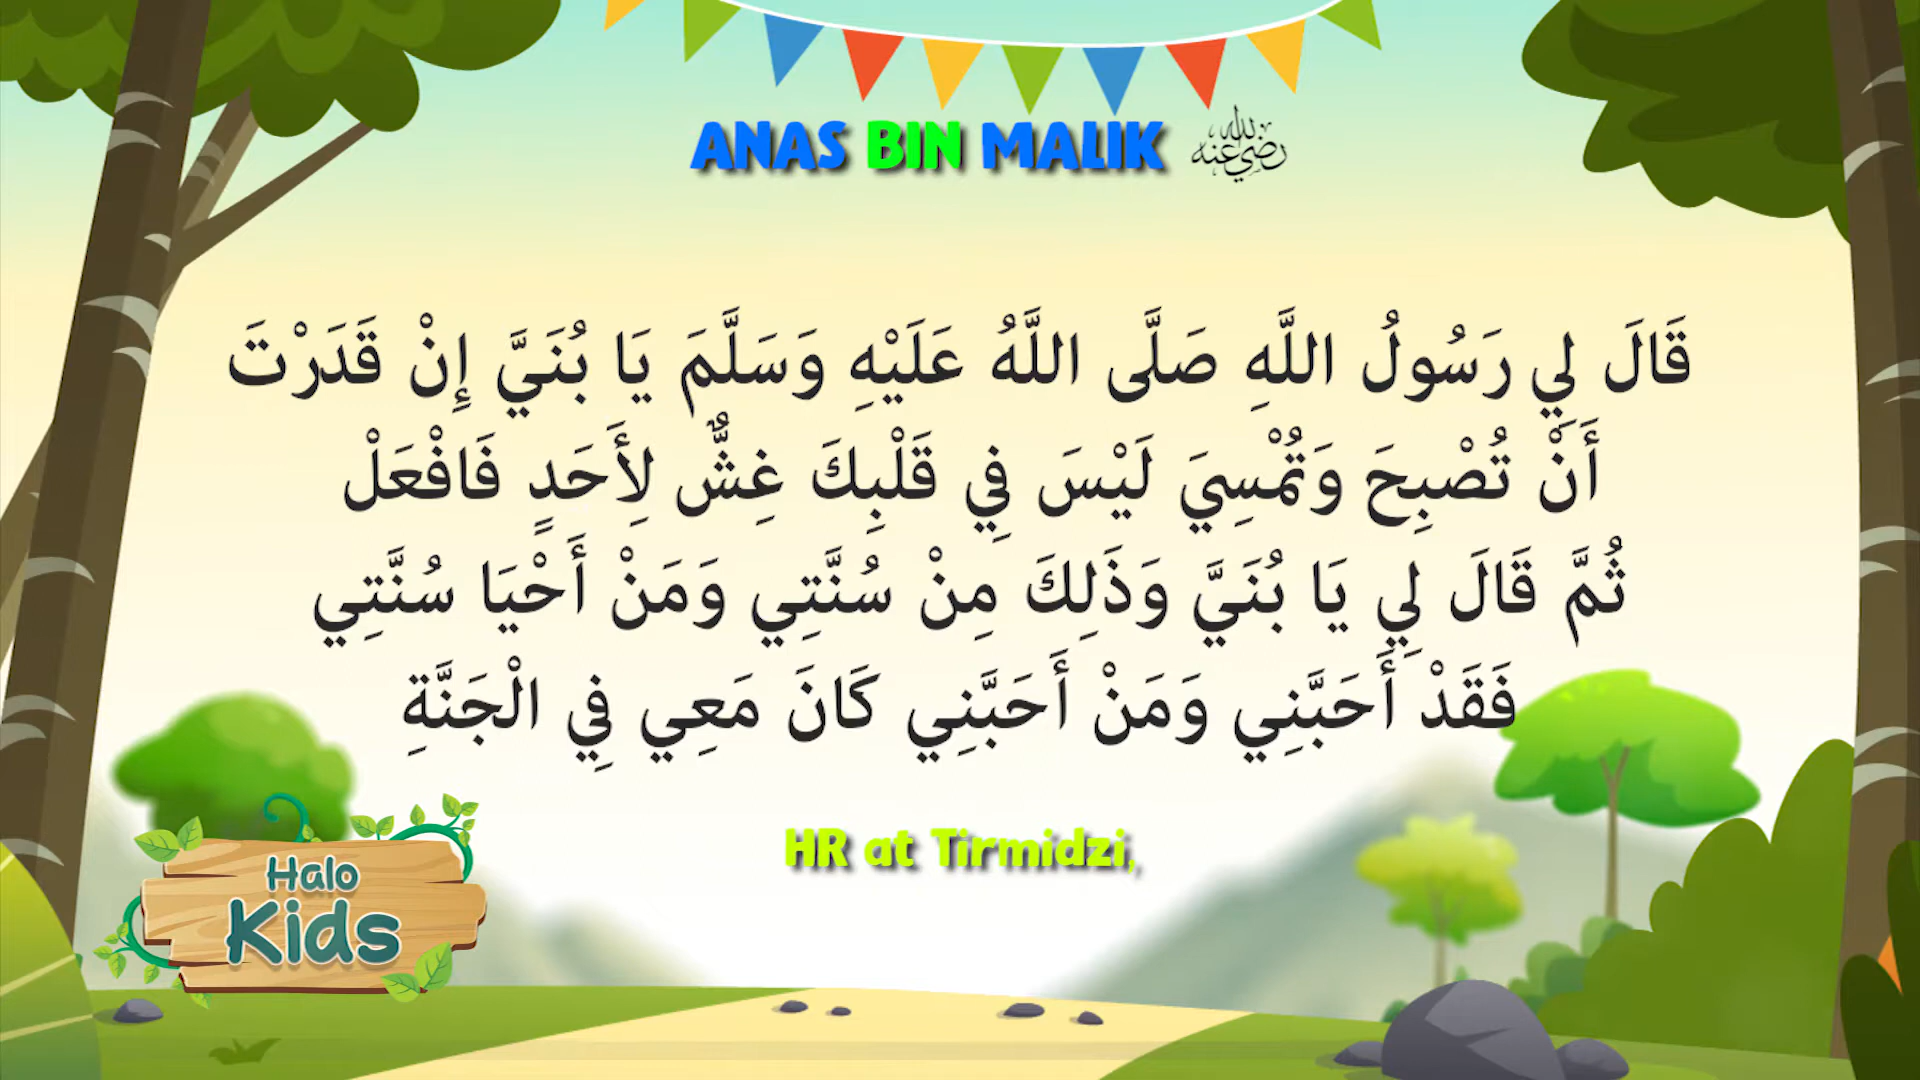 ANAS BIN MALIK رضي الله عنه
قَالَ لِي رَسُولُ اللَّهِ صَلَّى اللَّهُ عَلَيْهِ وَسَلَّمَ يَا بُنَيَّ إِنْ قَدَرْتَ
أَنْ تُصْبِحَ وَتُمْسِيَ لَيْسَ فِي قَلْبِكَ غِشٌّ لِأَحَدٍ فَافْعَلْ
ثُمَّ قَالَ لِي يَا بُنَيَّ وَذَلِكَ مِنْ سُنَّتِي وَمَنْ أَحْيَا سُنَّتِي
فَقَدْ أَحَبَّنِي وَمَنْ أَحَبَّنِي كَانَ مَعِي فِي الْجَنَّةِ
HR at Tirmidzi,
Halo
Kids